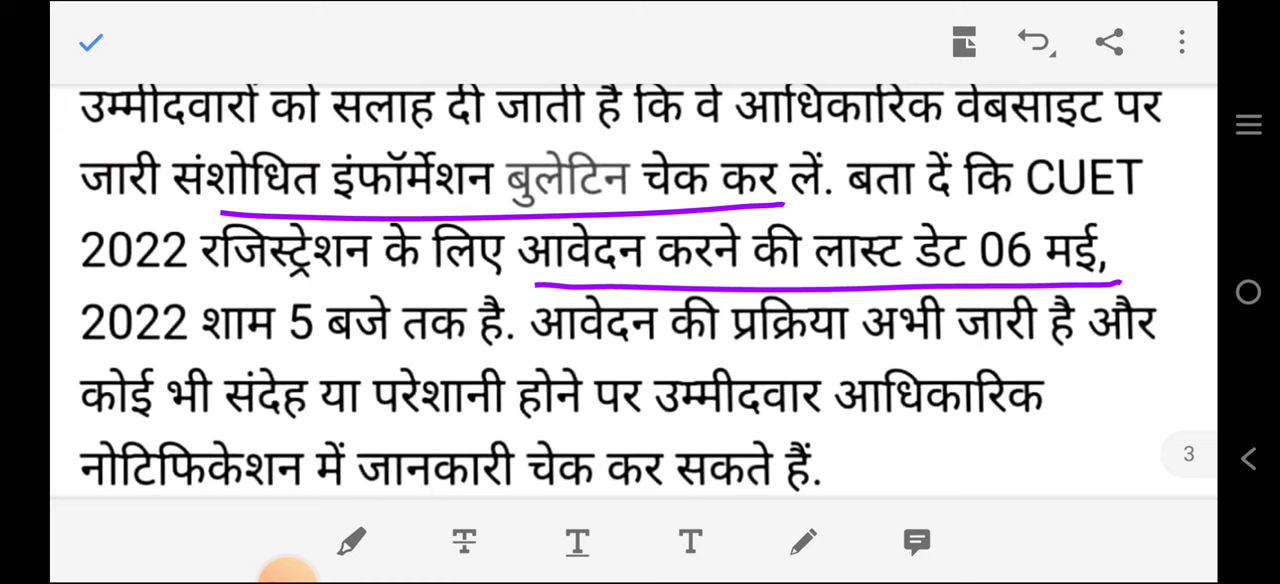 उम्मीदवारों को सलाह दी जाती है कि वे आधिकारिक वेबसाइट पर
जारी संशोधित इंफॉर्मेशन बुलेटिन चेक कर लें. बता दें कि CUET
2022 रजिस्ट्रेशन के लिए आवेदन करने की लास्ट डेट 06 मई,
2022 शाम 5 बजे तक है. आवेदन की प्रक्रिया अभी जारी है और
कोई भी संदेह या परेशानी होने पर उम्मीदवार आधिकारिक
नोटिफिकेशन में जानकारी चेक कर सकते हैं.
3